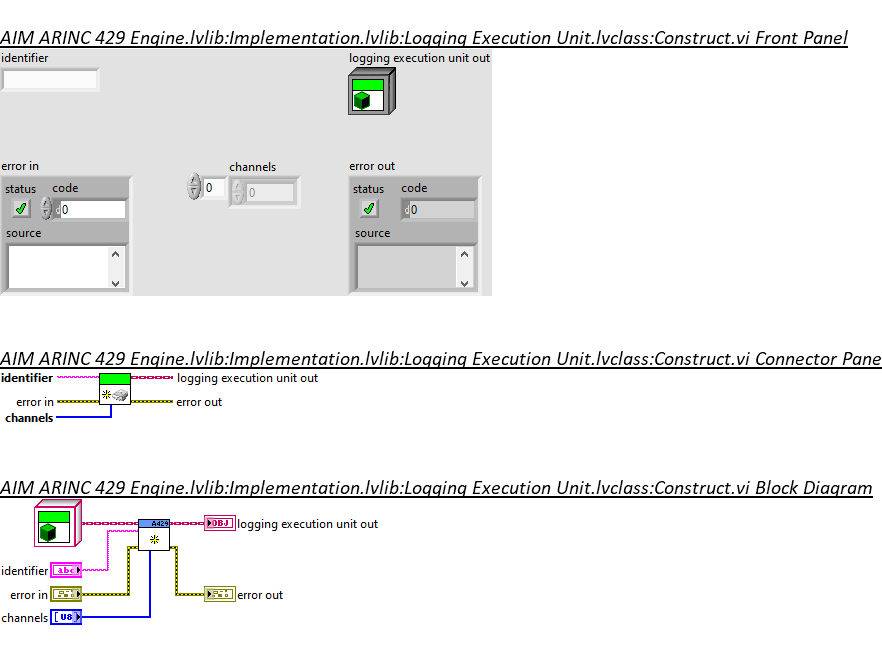 AIM ARINC 429 Engine.lvlib:Implementation.lvlib:Logging Execution Unit.lvclass:Construct.vi Front Panel
identifier
logging execution unit out
error in
channels
error out
status code
0
0
0
status code
0
source
source
AIM ARINC 429 Engine.lvlib:Implementation.lvlib:Logging Execution Unit.lvclass:Construct.vi Connector Pane
identifier
logging execution unit out
error in
error out
channels
AIM ARINC 429 Engine.lvlib:Implementation.lvlib:Logging Execution Unit.lvclass:Construct.vi Block Diagram
A429
OBJ
logging execution unit out
identifier
abc
error in
error out
channels
[U8]